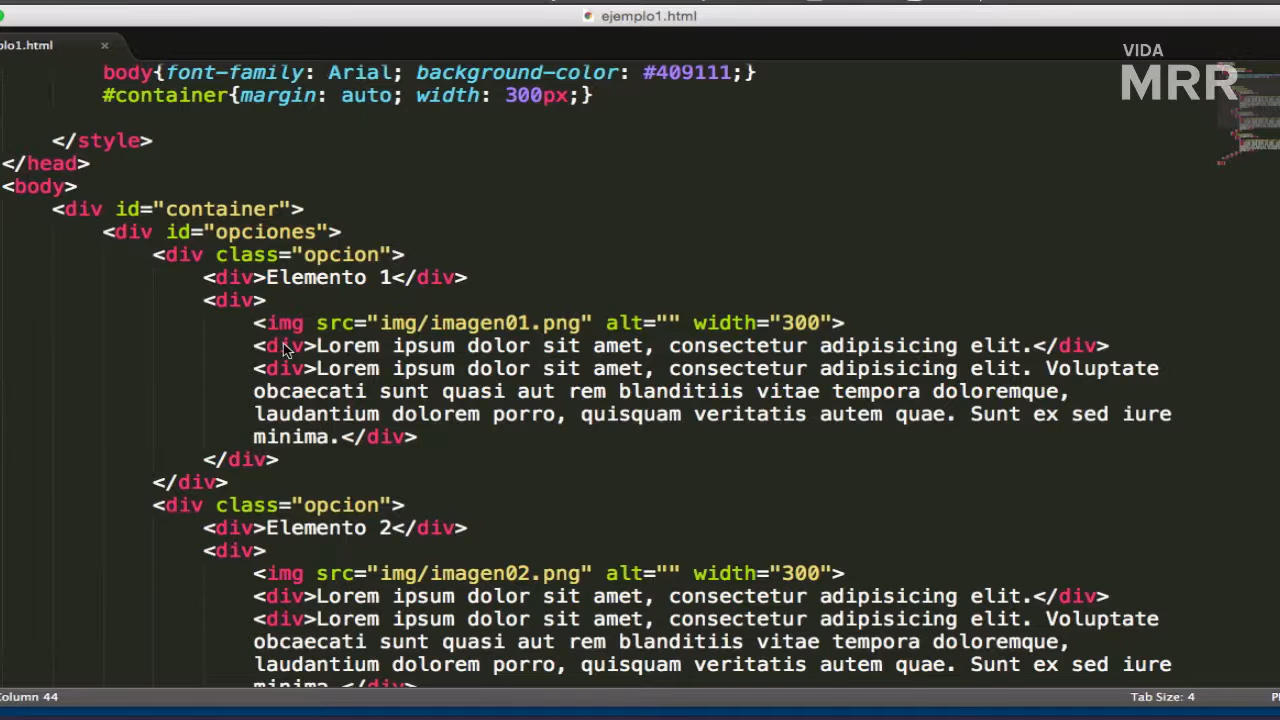 ejemplo1.html
plo1.html ×
VIDA
MRR
body{font-family: Arial; background-color: #409111;}
#container{margin: auto; width: 300px;}
</style>
</head>
<body>
<div id="container">
<div id="opciones">
<div class="opcion">
<div>Elemento 1</div>
<div>
<img src="img/imagen01.png" alt="" width="300">
<div>Lorem ipsum dolor sit amet, consectetur adipisicing elit.</div>
<div>Lorem ipsum dolor sit amet, consectetur adipisicing elit. Voluptate
obcaecati sunt quasi aut rem blanditiis vitae tempora doloremque,
laudantium dolorem porro, quisquam veritatis autem quae. Sunt ex sed iure
minima.</div>
</div>
</div>
<div class="opcion">
<div>Elemento 2</div>
<div>
<img src="img/imagen02.png" alt="" width="300">
<div>Lorem ipsum dolor sit amet, consectetur adipisicing elit.</div>
<div>Lorem ipsum dolor sit amet, consectetur adipisicing elit. Voluptate
obcaecati sunt quasi aut rem blanditiis vitae tempora doloremque,
laudantium dolorem porro, quisquam veritatis autem quae. Sunt ex sed iure
minima.</div>
Column 44
Tab Size: 4